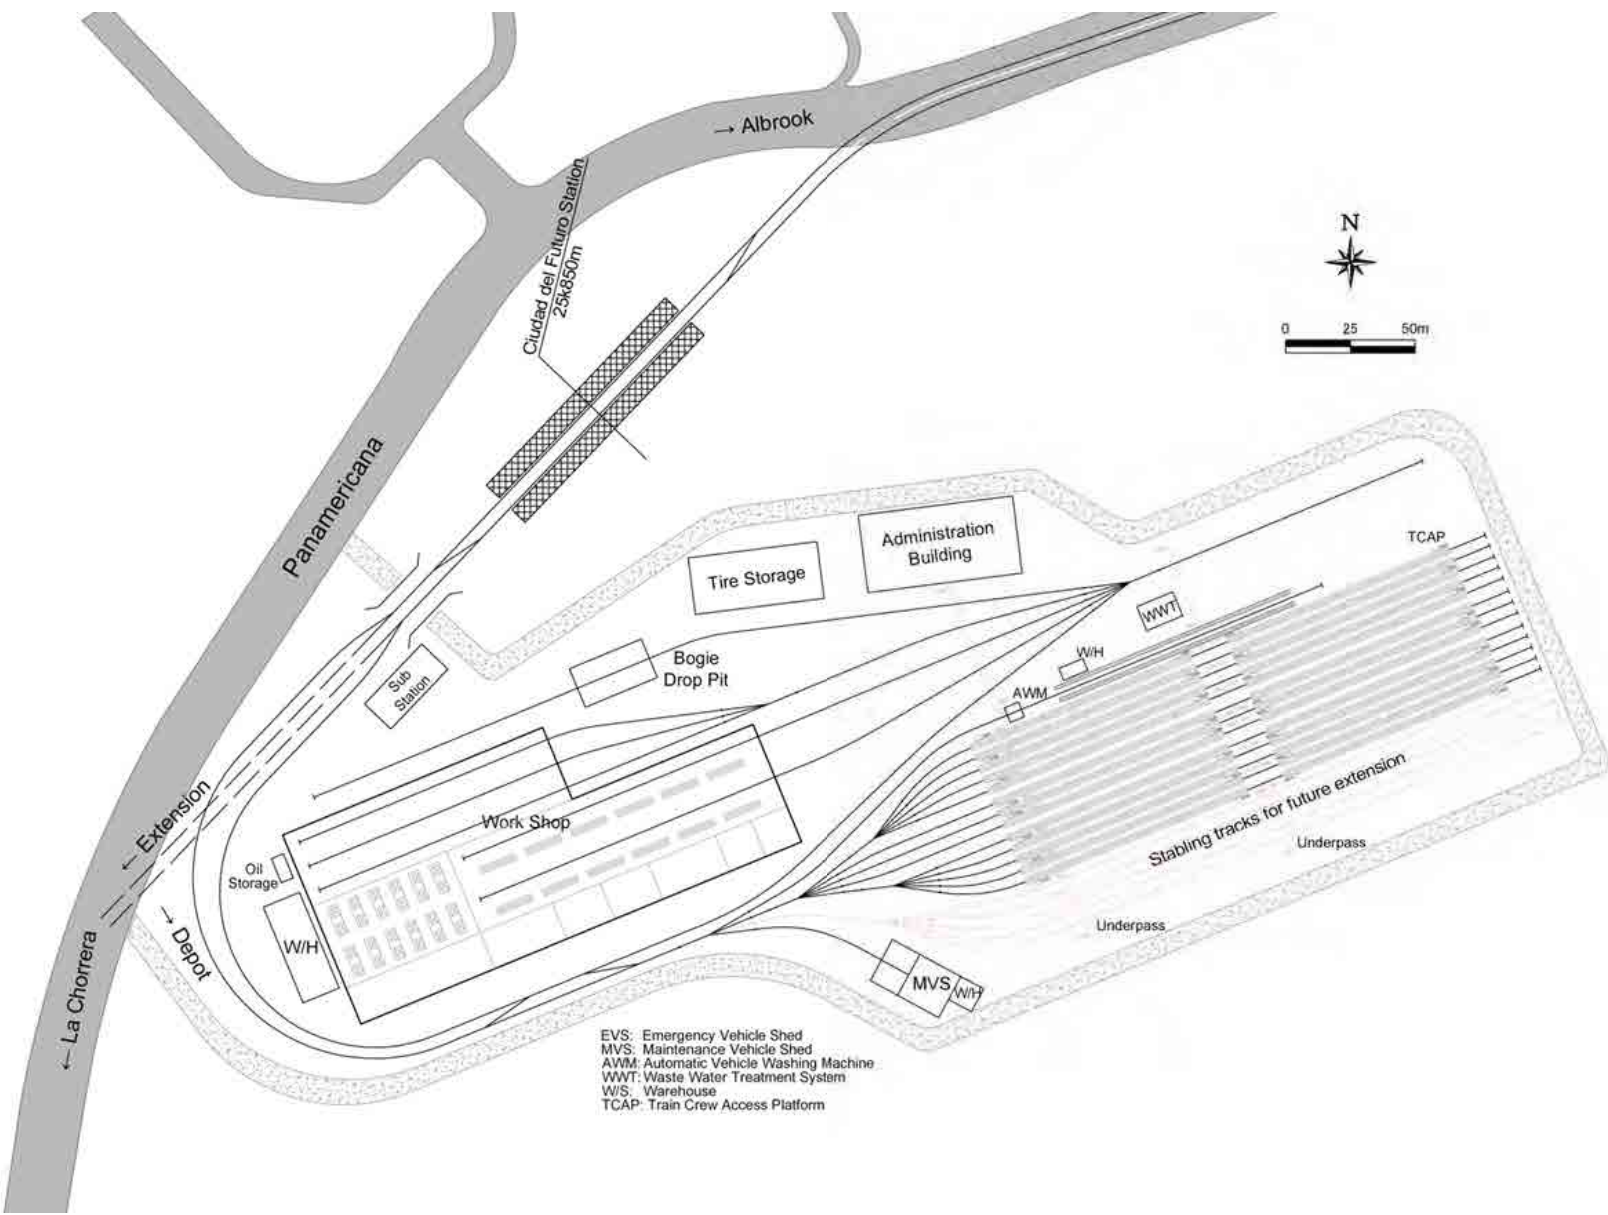 → Albrook
Ciudad del Futuro Station
25k850m
N
0 25 50m
Panamericana
TCAP
Administration
Building
Tire Storage
WWT
W/H
Bogie
Drop Pit
Sub
Station
AWM
← Extension
Work Shop
Stabling tracks for future extension
Underpass
Oil
Storage
→ Depot
W/H
Underpass
← La Chorrera
MVS
W/H
EVS: Emergency Vehicle Shed
MVS: Maintenance Vehicle Shed
AWM: Automatic Vehicle Washing Machine
WWT: Waste Water Treatment System
W/S: Warehouse
TCAP: Train Crew Access Platform